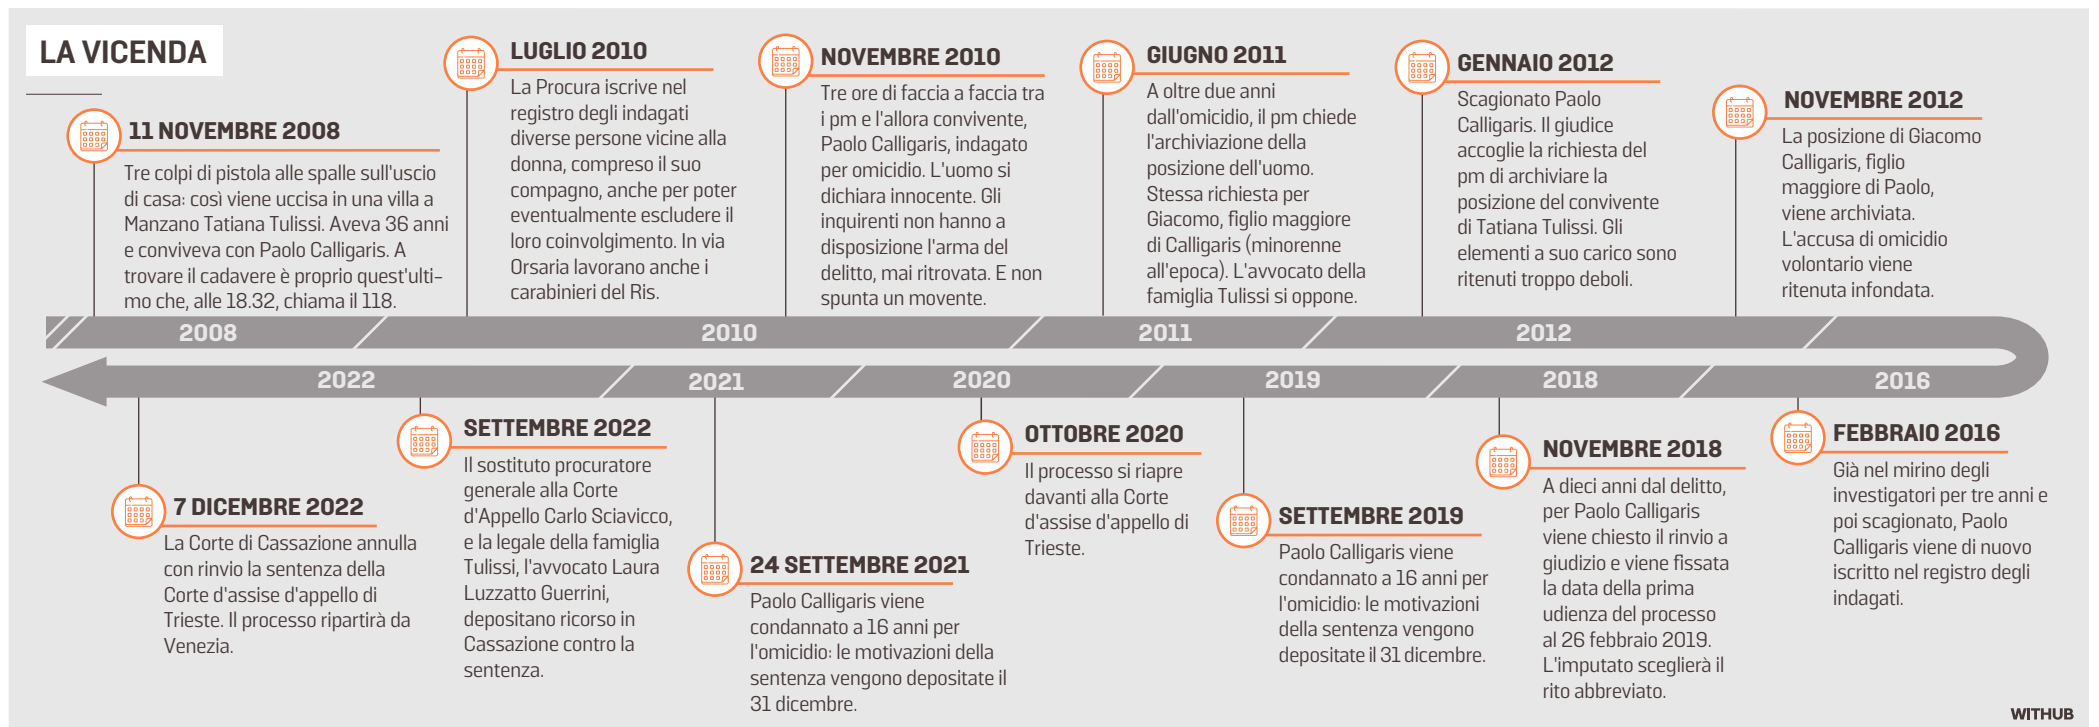 LA VICENDA
11 NOVEMBRE 2008
Tre colpi di pistola alle spalle sull'uscio
di casa: così viene uccisa in una villa a
Manzano Tatiana Tulissi. Aveva 36 anni
e conviveva con Paolo Calligaris. A
trovare il cadavere è proprio quest'ulti-
mo che, alle 18.32, chiama il 118.
LUGLIO 2010
La Procura iscrive nel
registro degli indagati
diverse persone vicine alla
donna, compreso il suo
compagno, anche per poter
eventualmente escludere il
loro coinvolgimento. In via
Orsaria lavorano anche i
carabinieri del Ris.
NOVEMBRE 2010
Tre ore di faccia a faccia tra
i pm e l'allora convivente,
Paolo Calligaris, indagato
per omicidio. L'uomo si
dichiara innocente. Gli
inquirenti non hanno a
disposizione l'arma del
delitto, mai ritrovata. E non
spunta un movente.
GIUGNO 2011
A oltre due anni
dall'omicidio, il pm chiede
l'archiviazione della
posizione dell'uomo.
Stessa richiesta per
Giacomo, figlio maggiore
di Calligaris (minorenne
all'epoca). L'avvocato della
famiglia Tulissi si oppone.
GENNAIO 2012
Scagionato Paolo
Calligaris. Il giudice
accoglie la richiesta del
pm di archiviare la
posizione del convivente
di Tatiana Tulissi. Gli
elementi a suo carico sono
ritenuti troppo deboli.
NOVEMBRE 2012
La posizione di Giacomo
Calligaris, figlio
maggiore di Paolo,
viene archiviata.
L'accusa di omicidio
volontario viene
ritenuta infondata.
2008
2010
2011
2012
2022
2021
2020
2019
2018
2016
7 DICEMBRE 2022
La Corte di Cassazione annulla
con rinvio la sentenza della
Corte d'assise d'appello di
Trieste. Il processo ripartirà da
Venezia.
SETTEMBRE 2022
Il sostituto procuratore
generale alla Corte
d'Appello Carlo Sciavicco,
e la legale della famiglia
Tulissi, l'avvocato Laura
Luzzatto Guerrini,
depositano ricorso in
Cassazione contro la
sentenza.
24 SETTEMBRE 2021
Paolo Calligaris viene
condannato a 16 anni per
l'omicidio: le motivazioni della
sentenza vengono depositate il
31 dicembre.
OTTOBRE 2020
Il processo si riapre
davanti alla Corte
d'assise d'appello di
Trieste.
SETTEMBRE 2019
Paolo Calligaris viene
condannato a 16 anni per
l'omicidio: le motivazioni
della sentenza vengono
depositate il 31 dicembre.
NOVEMBRE 2018
A dieci anni dal delitto,
per Paolo Calligaris
viene chiesto il rinvio a
giudizio e viene fissata
la data della prima
udienza del processo
al 26 febbraio 2019.
L'imputato sceglierà il
rito abbreviato.
FEBBRAIO 2016
Già nel mirino degli
investigatori per tre anni e
poi scagionato, Paolo
Calligaris viene di nuovo
iscritto nel registro degli
indagati.
WITHUB